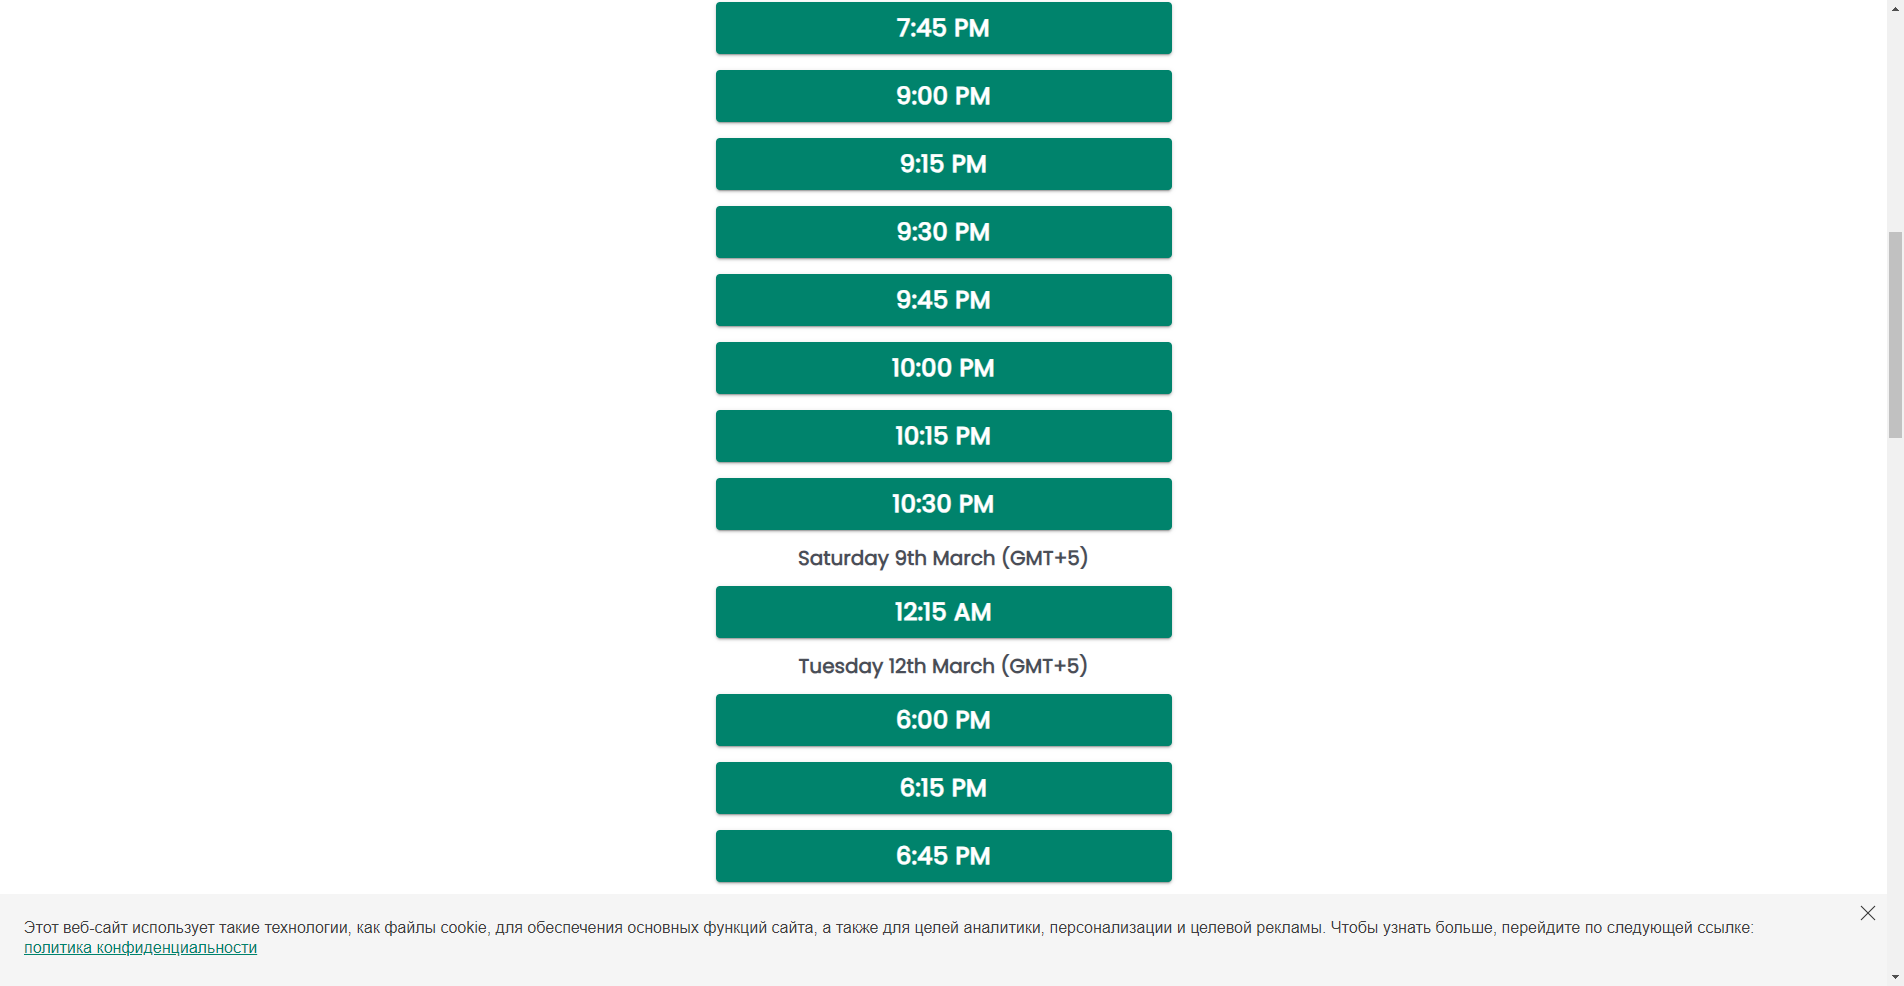 7:45 PM
9:00 PM
9:15 PM
9:30 PM
9:45 PM
10:00 PM
10:15 PM
10:30 PM
Saturday 9th March (GMT+5)
12:15 AM
Tuesday 12th March (GMT+5)
6:00 PM
6:15 PM
6:45 PM
Этот веб-сайт использует такие технологии, как файлы cookie, для обеспечения основных функций сайта, а также для целей аналитики, персонализации и целевой рекламы. Чтобы узнать больше, перейдите по следующей ссылке:
политика конфиденциальности